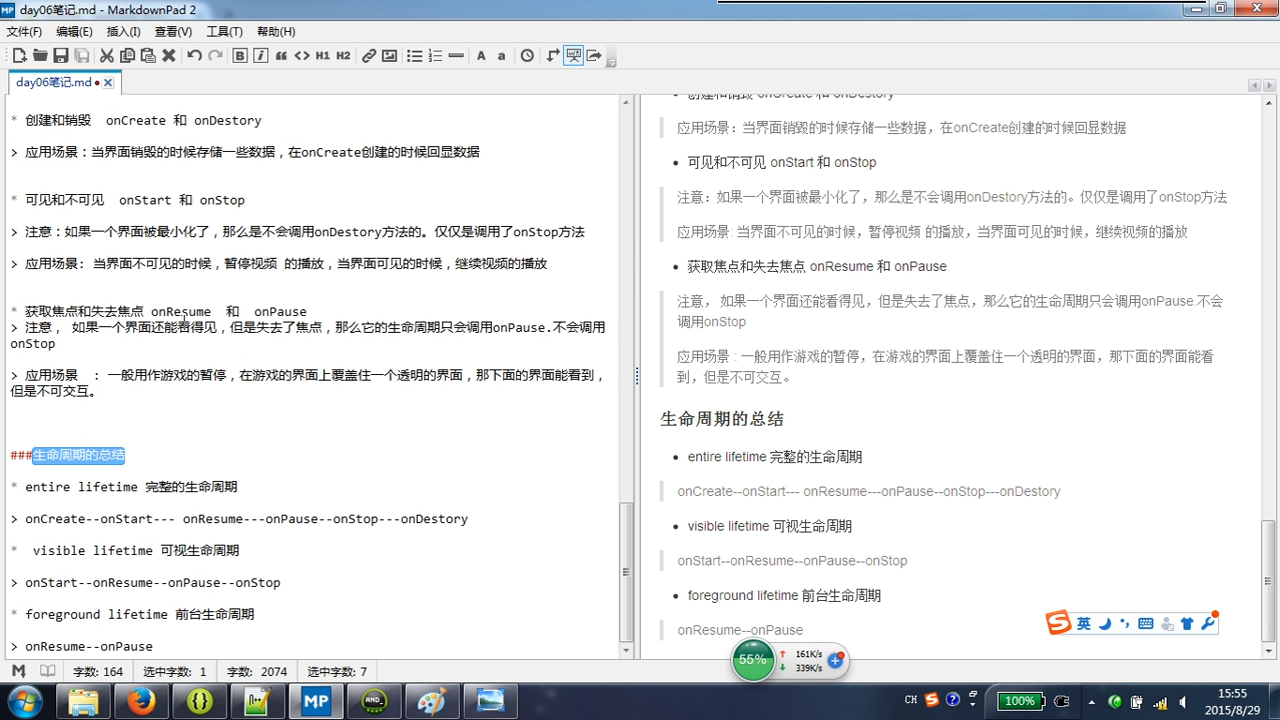 day06笔记.md - MarkdownPad 2
文件(F) 编辑(E) 插入(I) 查看(V) 工具(T) 帮助(H)
B i H1 H2 A a
day06笔记.md
* 创建和销毁  onCreate 和 onDestory
> 应用场景：当界面销毁的时候存储一些数据，在onCreate创建的时候回显数据
* 可见和不可见  onStart 和 onStop
> 注意：如果一个界面被最小化了，那么是不会调用onDestory方法的。仅仅是调用了onStop方法
> 应用场景: 当界面不可见的时候，暂停视频 的播放，当界面可见的时候，继续视频的播放
* 获取焦点和失去焦点 onResume  和  onPause
> 注意， 如果一个界面还能看得见，但是失去了焦点，那么它的生命周期只会调用onPause.不会调用
onStop
> 应用场景  : 一般用作游戏的暂停，在游戏的界面上覆盖住一个透明的界面，那下面的界面能看到，
但是不可交互。
###生命周期的总结
* entire lifetime 完整的生命周期
> onCreate--onStart--- onResume---onPause--onStop---onDestory
*  visible lifetime 可视生命周期
> onStart--onResume--onPause--onStop
* foreground lifetime 前台生命周期
> onResume--onPause
创建和销毁 onCreate 和 onDestory
应用场景：当界面销毁的时候存储一些数据，在onCreate创建的时候回显数据
• 可见和不可见 onStart 和 onStop
注意：如果一个界面被最小化了，那么是不会调用onDestory方法的。仅仅是调用了onStop方法
应用场景: 当界面不可见的时候，暂停视频 的播放，当界面可见的时候，继续视频的播放
• 获取焦点和失去焦点 onResume 和 onPause
注意， 如果一个界面还能看得见，但是失去了焦点，那么它的生命周期只会调用onPause.不会
调用onStop
应用场景 : 一般用作游戏的暂停，在游戏的界面上覆盖住一个透明的界面，那下面的界面能看
到，但是不可交互。
生命周期的总结
• entire lifetime 完整的生命周期
onCreate--onStart--- onResume---onPause--onStop---onDestory
• visible lifetime 可视生命周期
onStart--onResume--onPause--onStop
• foreground lifetime 前台生命周期
onResume--onPause
英
55% 161K/s
339K/s
字数: 164 选中字数: 1 字数: 2074 选中字数: 7
MP AND_ CH 100% 15:55
2015/8/29